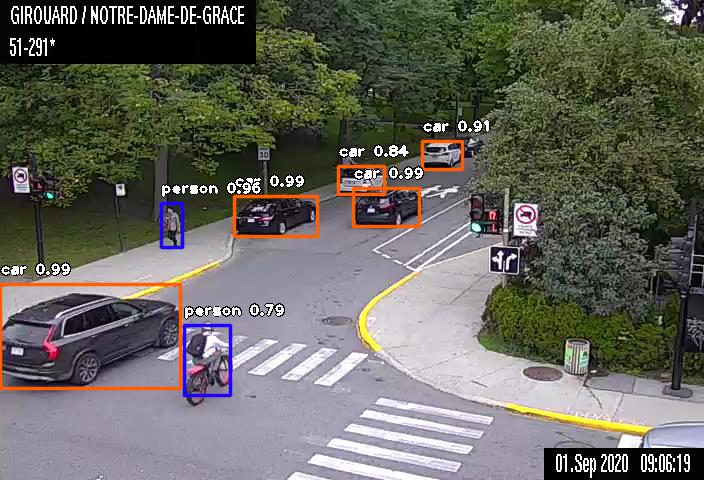 GIROUARD / NOTRE-DAME-DE-GRACE
51-291*
car 0.91
car 0.84
car 0.99
person 0.96
car 0.99
30
car 0.99
person 0.79
01.Sep 2020 09:06:19